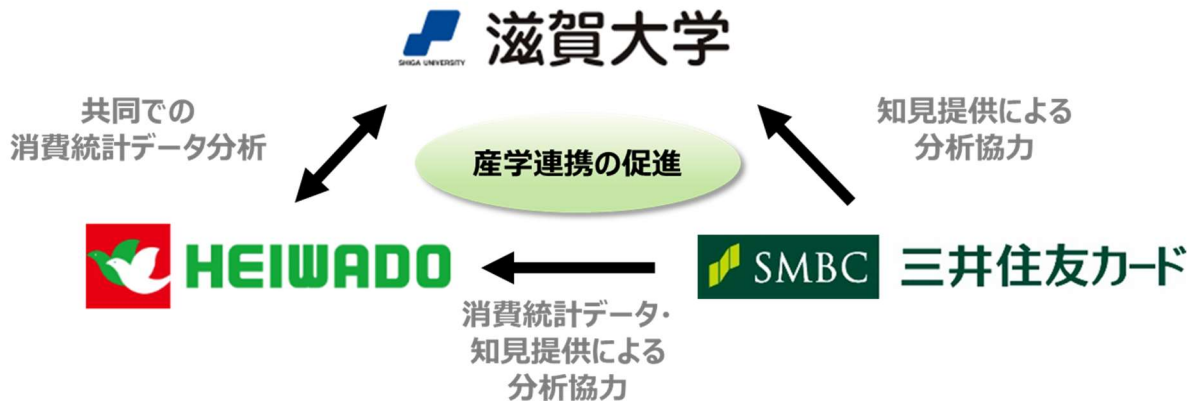 滋賀大学
SHIGA UNIVERSITY
共同での
消費統計データ分析
知見提供による
分析協力
産学連携の促進
HEIWADO
SMBC 三井住友カード
消費統計データ・
知見提供による
分析協力